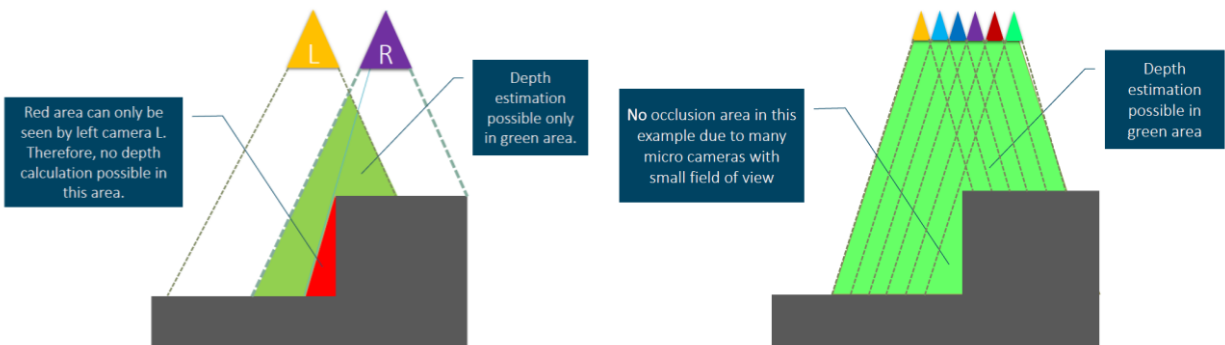 L
R
Red area can only be
seen by left camera L.
Therefore, no depth
calculation possible in
this area.
Depth
estimation
possible only
in green area.
No occlusion area in this
example due to many
micro cameras with
small field of view
Depth
estimation
possible in
green area